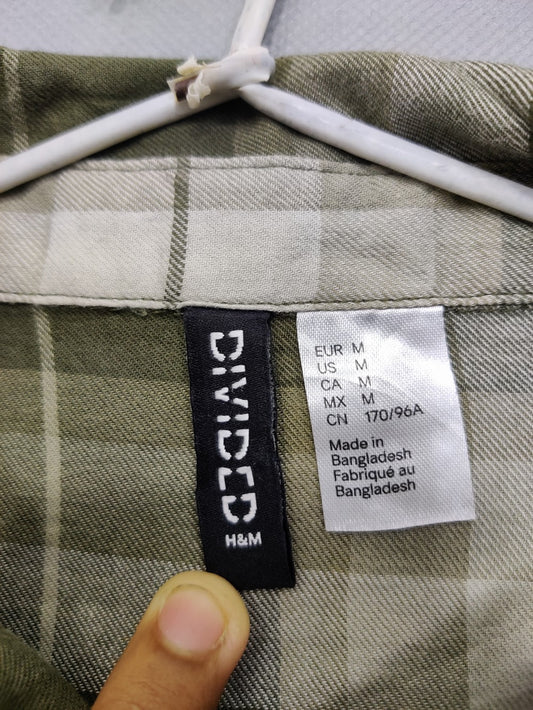 DIVIDED
H&M
EUR M
US M
CA M
MX M
CN 170/96A
Made in
Bangladesh
Fabriqué au
Bangladesh